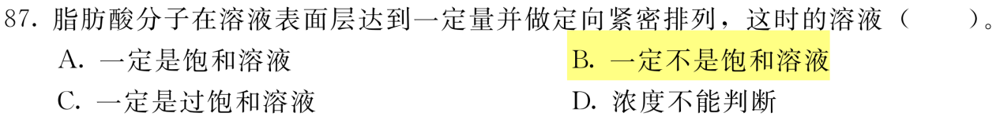 87. 脂肪酸分子在溶液表面层达到一定量并做定向紧密排列，这时的溶液（　　）。
A. 一定是饱和溶液　　B. 一定不是饱和溶液
C. 一定是过饱和溶液　　D. 浓度不能判断